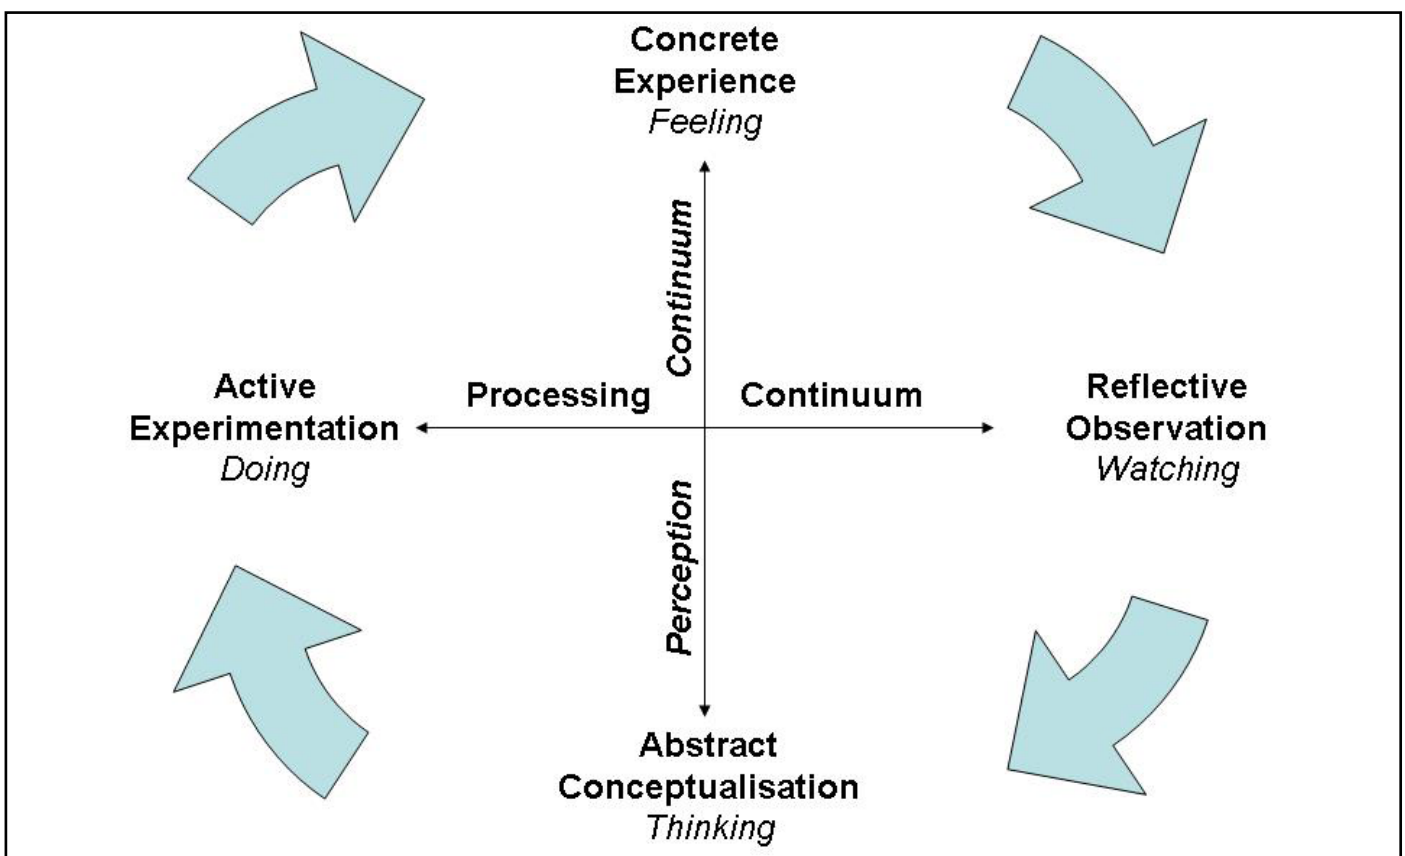 Concrete
Experience
Feeling
Continuum
Processing
Continuum
Active
Experimentation
Doing
Reflective
Observation
Watching
Perception
Abstract
Conceptualisation
Thinking